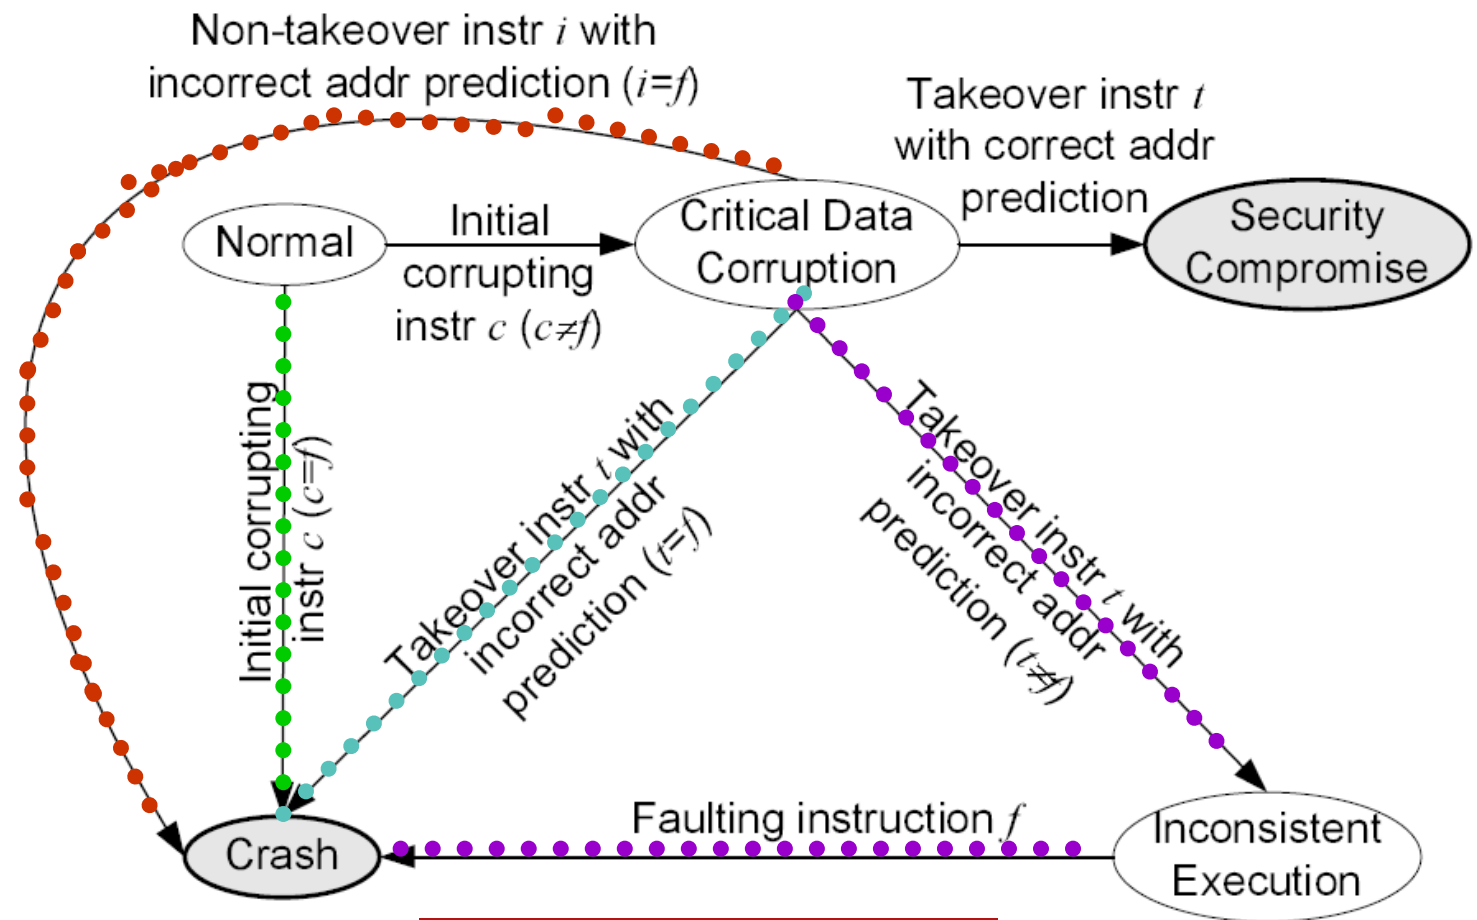 Non-takeover instr i with
incorrect addr prediction (i=f)
Takeover instr t
with correct addr
prediction
Normal
Initial
corrupting
instr c (c≠f)
Critical Data
Corruption
Security
Compromise
Initial corrupting
instr c (c=f)
Takeover instr t with
incorrect addr
prediction (t=f)
Takeover instr t with
incorrect addr
prediction (t≠f)
Crash
Faulting instruction f
Inconsistent
Execution